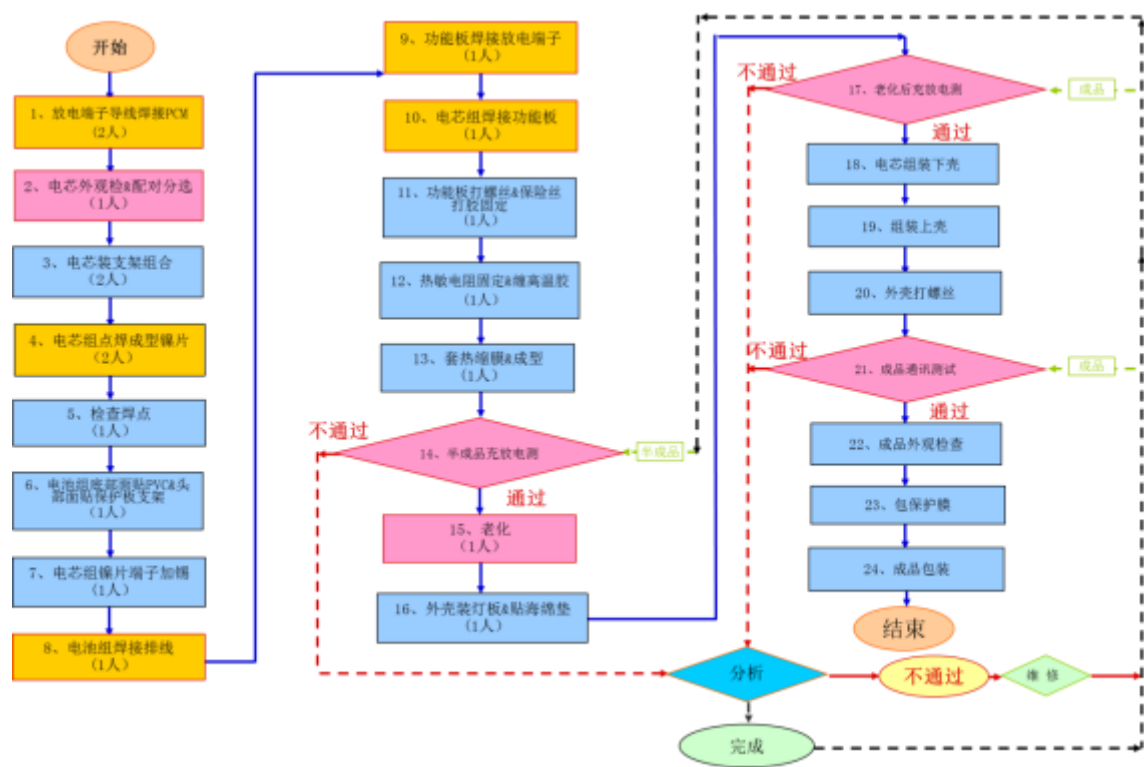 开始
1、放电端子导线焊接PCM
（2人）
2、电芯外观检&配对分选
（1人）
3、电芯装支架组合
（2人）
4、电芯组点焊成型镍片
（2人）
5、检查焊点
（1人）
6、电池组底部面贴PVC&头
部面贴保护板支架
（1人）
7、电芯组镍片端子加锡
（1人）
8、电池组焊接排线
（1人）
9、功能板焊接放电端子
（1人）
10、电芯组焊接功能板
（1人）
11、功能板打螺丝&保险丝
打胶固定
（1人）
12、热敏电阻固定&缠高温胶
（1人）
13、套热缩膜&成型
（1人）
不通过
14、半成品充放电测
半成品
通过
15、老化
（1人）
16、外壳装灯板&贴海绵垫
（1人）
不通过
17、老化后充放电测
成品
通过
18、电芯组装下壳
19、组装上壳
20、外壳打螺丝
不通过
21、成品通讯测试
成品
通过
22、成品外观检查
23、包保护膜
24、成品包装
结束
分析
不通过
维 修
完成